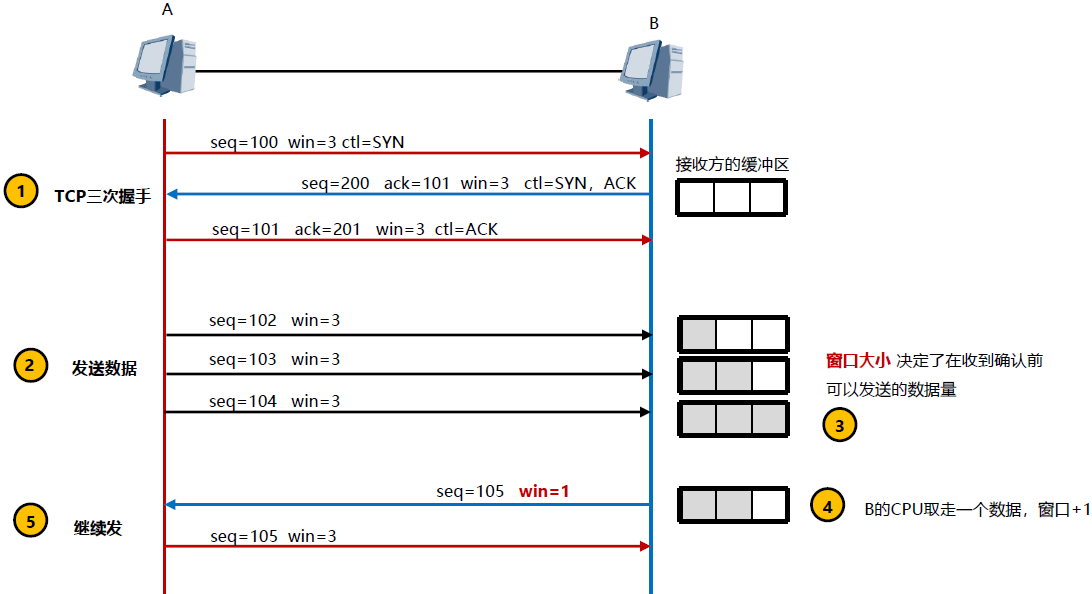 A
B
seq=100 win=3 ctl=SYN
接收方的缓冲区
1
TCP三次握手
seq=200 ack=101 win=3 ctl=SYN，ACK
seq=101 ack=201 win=3 ctl=ACK
seq=102 win=3
2
发送数据
seq=103 win=3
窗口大小 决定了在收到确认前
可以发送的数据量
seq=104 win=3
3
seq=105 win=1
4
B的CPU取走一个数据，窗口+1
5
继续发
seq=105 win=3